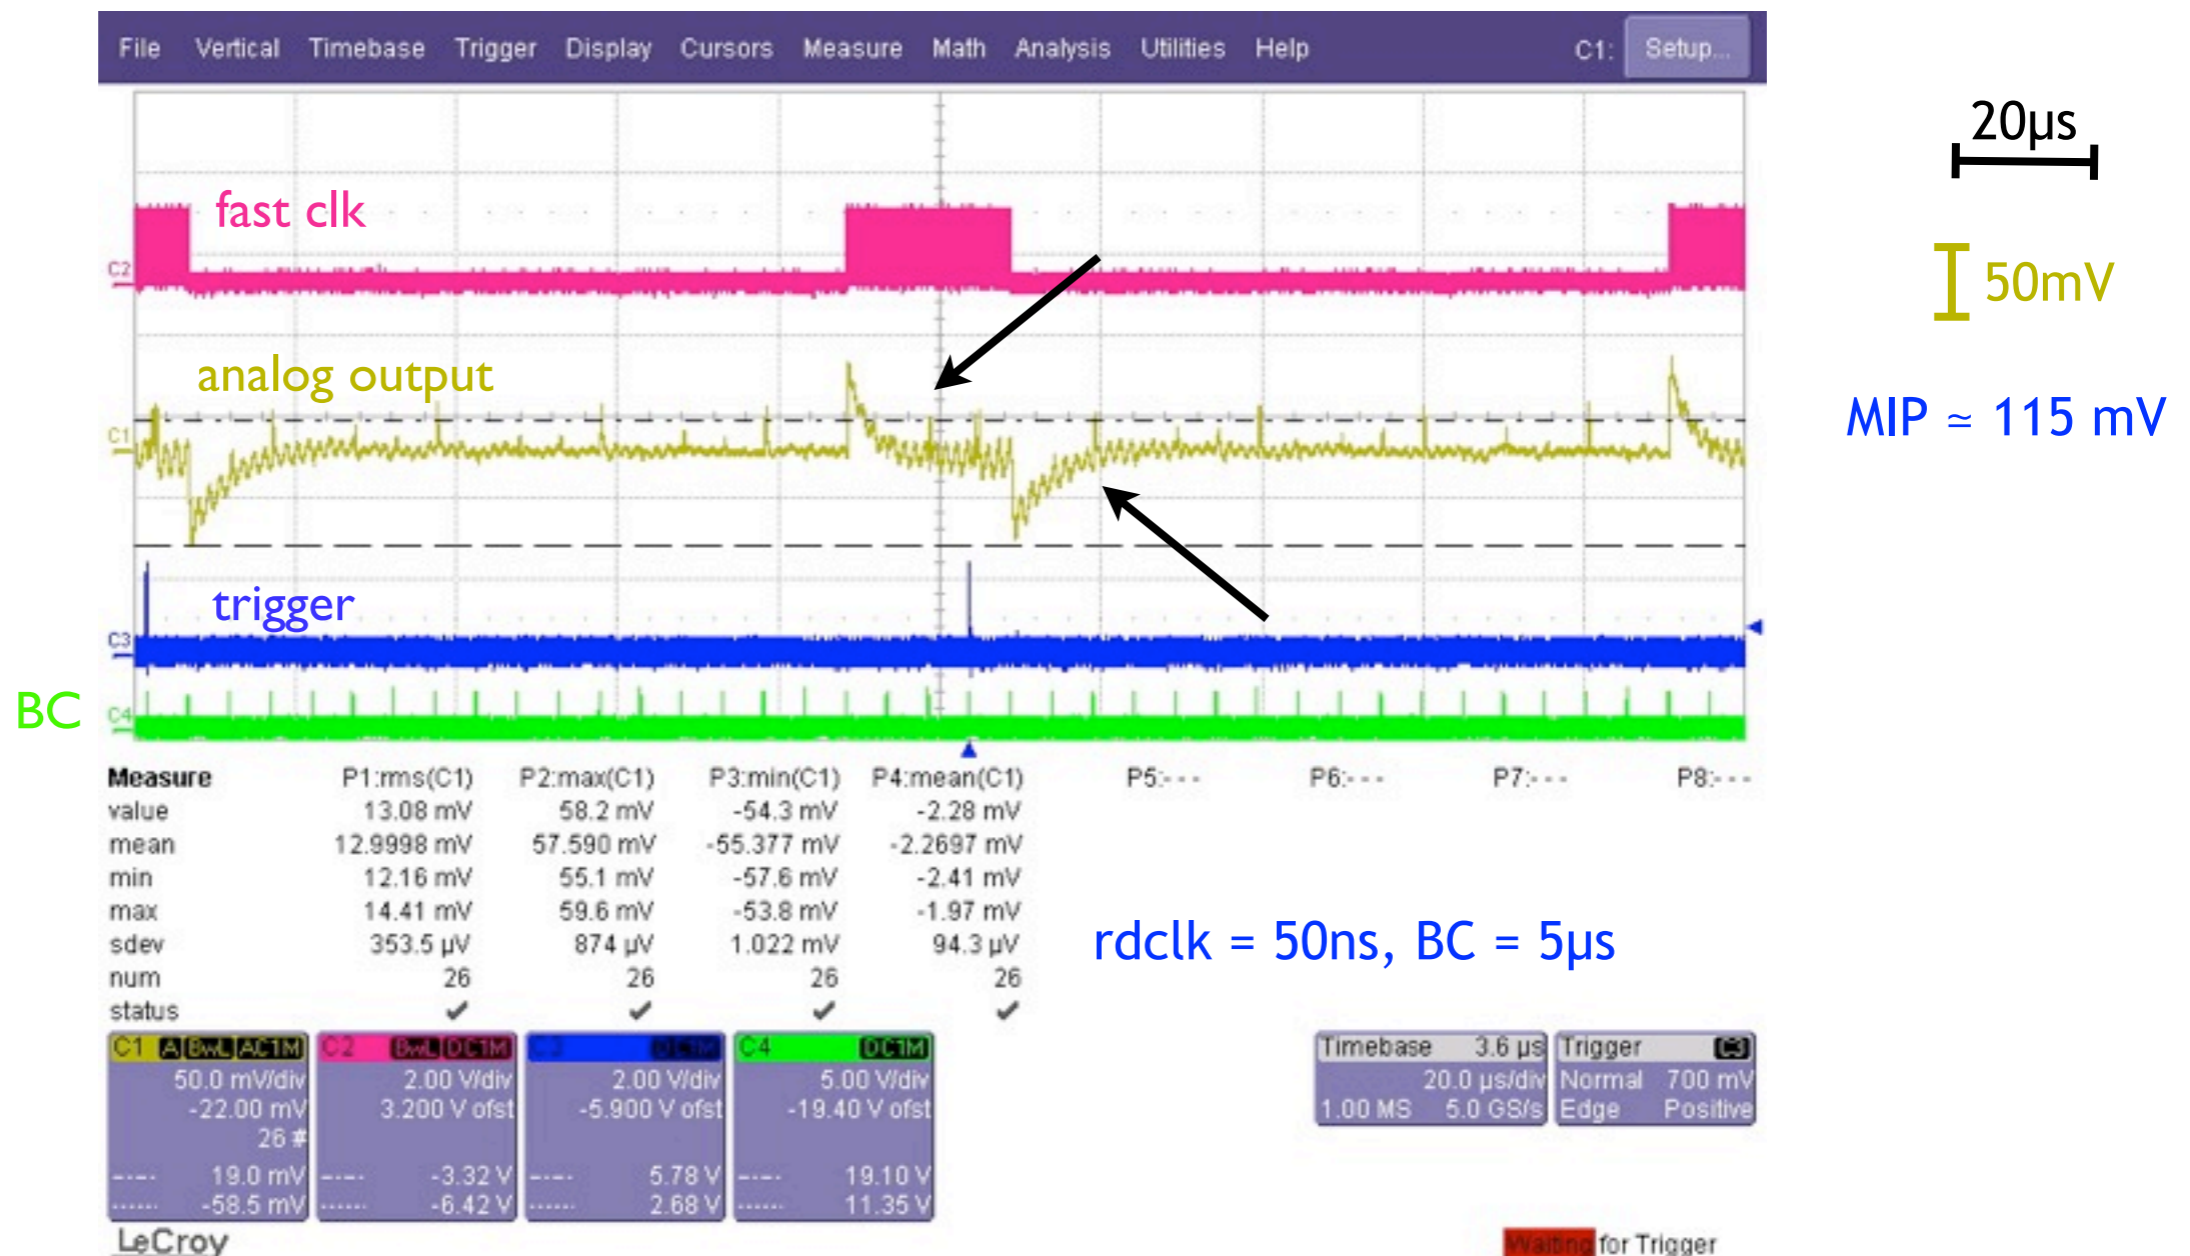 File Vertical Timebase Trigger Display Cursors Measure Math Analysis Utilities Help C1: Setup...
20µs
fast clk
C2
50mV
analog output
MIP ≃ 115 mV
C1
trigger
C3
BC
C4
Measure P1:rms(C1) P2:max(C1) P3:min(C1) P4:mean(C1) P5:--- P6:--- P7:--- P8:---
value 13.08 mV 58.2 mV -54.3 mV -2.28 mV
mean 12.9998 mV 57.590 mV -55.377 mV -2.2697 mV
min 12.16 mV 55.1 mV -57.6 mV -2.41 mV
max 14.41 mV 59.6 mV -53.8 mV -1.97 mV
sdev 353.5 µV 874 µV 1.022 mV 94.3 µV
num 26 26 26 26
status
rdclk = 50ns, BC = 5µs
C1 A BwL AC1M C2 BwL DC1M C4 DC1M
50.0 mV/div 2.00 V/div 2.00 V/div 5.00 V/div
-22.00 mV 3.200 V ofst -5.900 V ofst -19.40 V ofst
26 #
19.0 mV -3.32 V 5.78 V 19.10 V
-58.5 mV -6.42 V 2.68 V 11.35 V
Timebase 3.6 µs
20.0 µs/div
1.00 MS 5.0 GS/s
Trigger C3
Normal 700 mV
Edge Positive
LeCroy
Waiting for Trigger